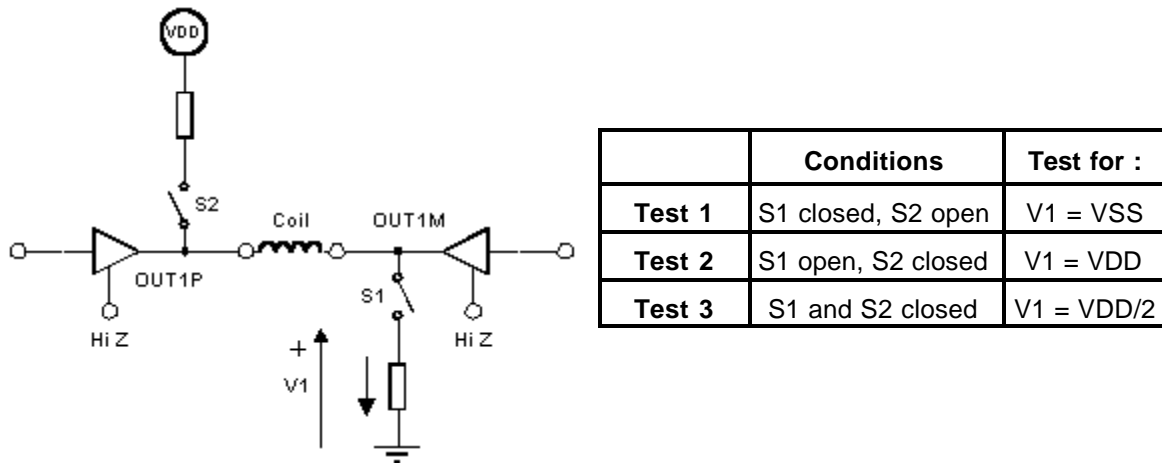 VDD
S2
Coil
OUT1M
OUT1P
S1
Hi Z
Hi Z
+
V1
Conditions
Test for :
Test 1
S1 closed, S2 open
V1 = VSS
Test 2
S1 open, S2 closed
V1 = VDD
Test 3
S1 and S2 closed
V1 = VDD/2